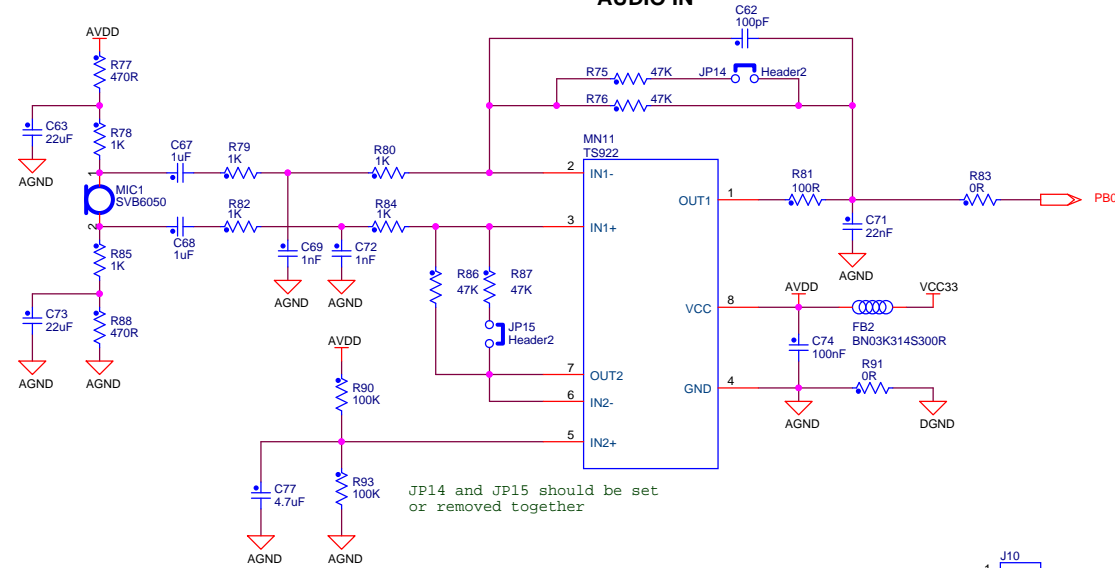 AUDIO IN
C62
100pF
AVDD
R77
470R
R75
47K
JP14
Header2
R76
47K
C63
22uF
R78
1K
C67
1uF
R79
1K
R80
1K
MN11
TS922
AGND
1
MIC1
SVB6050
2
2
IN1-
OUT1
1
R81
100R
R83
0R
PB0
R82
1K
R84
1K
3
IN1+
C68
1uF
C71
22nF
R85
1K
C69
1nF
C72
1nF
R86
47K
R87
47K
AGND
AGND
AGND
AVDD
VCC33
VCC
8
C73
22uF
R88
470R
JP15
Header2
FB2
BN03K314S300R
AVDD
C74
100nF
AGND
AGND
7
OUT2
R91
0R
R90
100K
6
IN2-
GND
4
AGND
DGND
5
IN2+
C77
4.7uF
R93
100K
JP14 and JP15 should be set
or removed together
AGND
AGND
J10
1